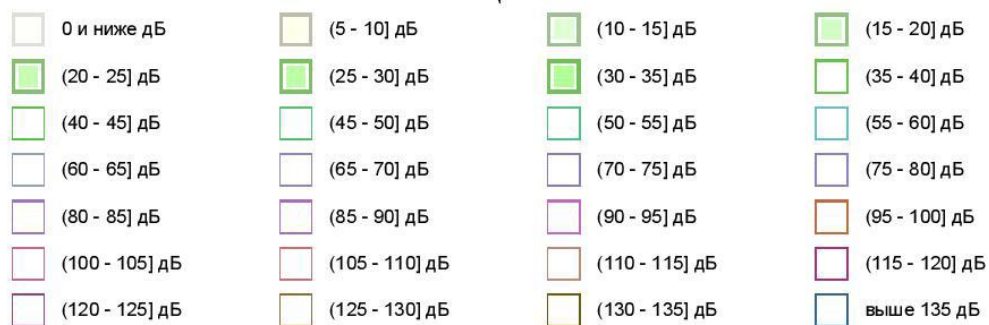 0 и ниже дБ (5 - 10] дБ (10 - 15] дБ (15 - 20] дБ
(20 - 25] дБ (25 - 30] дБ (30 - 35] дБ (35 - 40] дБ
(40 - 45] дБ (45 - 50] дБ (50 - 55] дБ (55 - 60] дБ
(60 - 65] дБ (65 - 70] дБ (70 - 75] дБ (75 - 80] дБ
(80 - 85] дБ (85 - 90] дБ (90 - 95] дБ (95 - 100] дБ
(100 - 105] дБ (105 - 110] дБ (110 - 115] дБ (115 - 120] дБ
(120 - 125] дБ (125 - 130] дБ (130 - 135] дБ выше 135 дБ